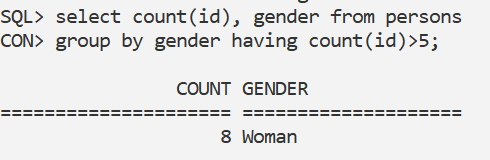 SQL> select count(id), gender from persons
CON> group by gender having count(id)>5;
COUNT GENDER
===================== ====================
8 Woman